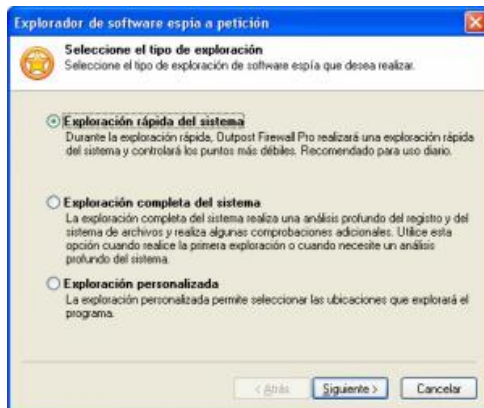 Explorador de software espía a petición
Seleccione el tipo de exploración
Seleccione el tipo de exploración de software espía que desea realizar.
Exploración rápida del sistema
Durante la exploración rápida, Outpost Firewall Pro realizará una exploración rápida
del sistema y controlará los puntos más débiles. Recomendado para uso diario.
Exploración completa del sistema
La exploración completa del sistema realiza una análisis profundo del registro y del
sistema de archivos y realiza algunas comprobaciones adicionales. Utilice esta
opción cuando realice la primera exploración o cuando necesite un análisis
profundo del sistema.
Exploración personalizada
La exploración personalizada permite seleccionar las ubicaciones que explorará el
programa.
< Atrás
Siguiente >
Cancelar